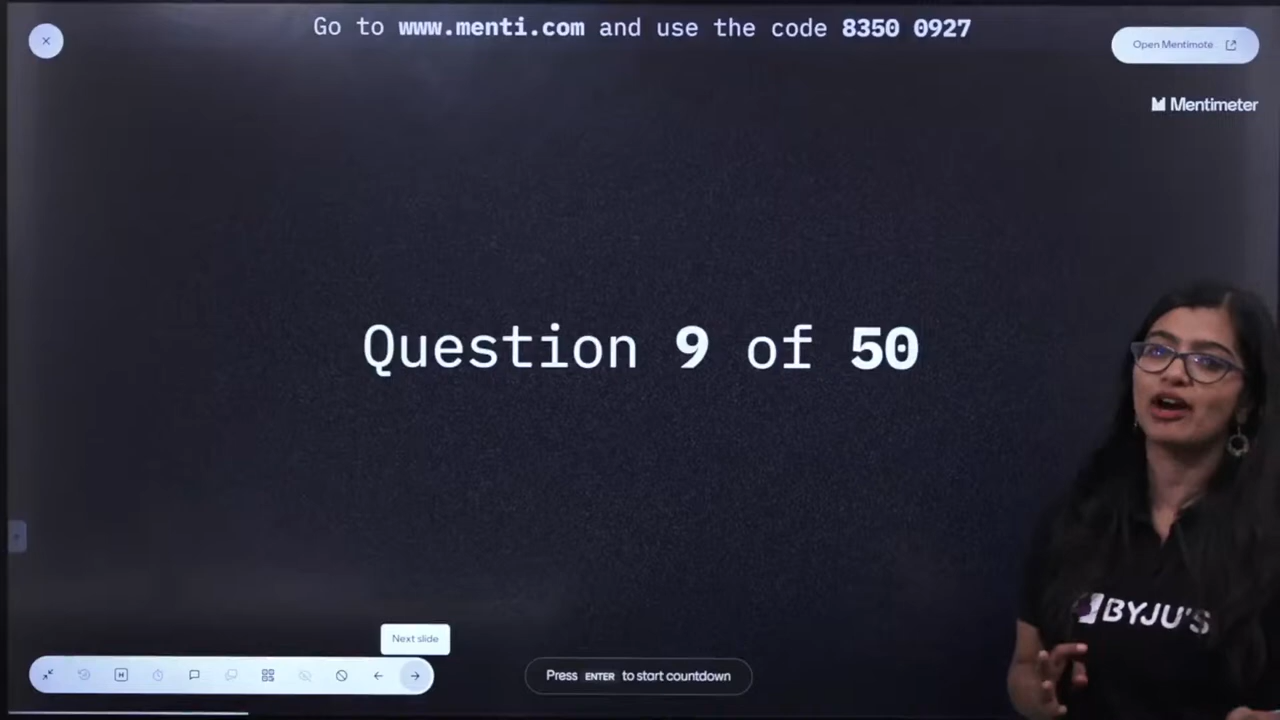 Go to www.menti.com and use the code 8350 0927
Open Mentimote
Mentimeter
Question 9 of 50
BYJU'S
Next slide
H
Press ENTER to start countdown